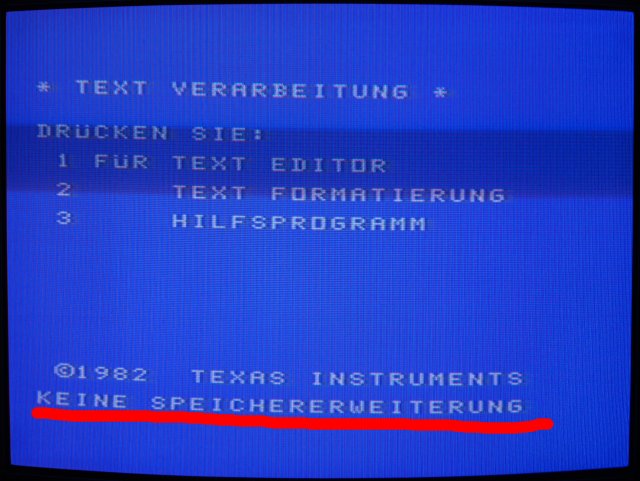 * TEXT VERARBEITUNG *
DRüCKEN SIE:
1 FüR TEXT EDITOR
2 TEXT FORMATIERUNG
3 HILFSPROGRAMM
©1982 TEXAS INSTRUMENTS
KEINE SPEICHERERWEITERUNG